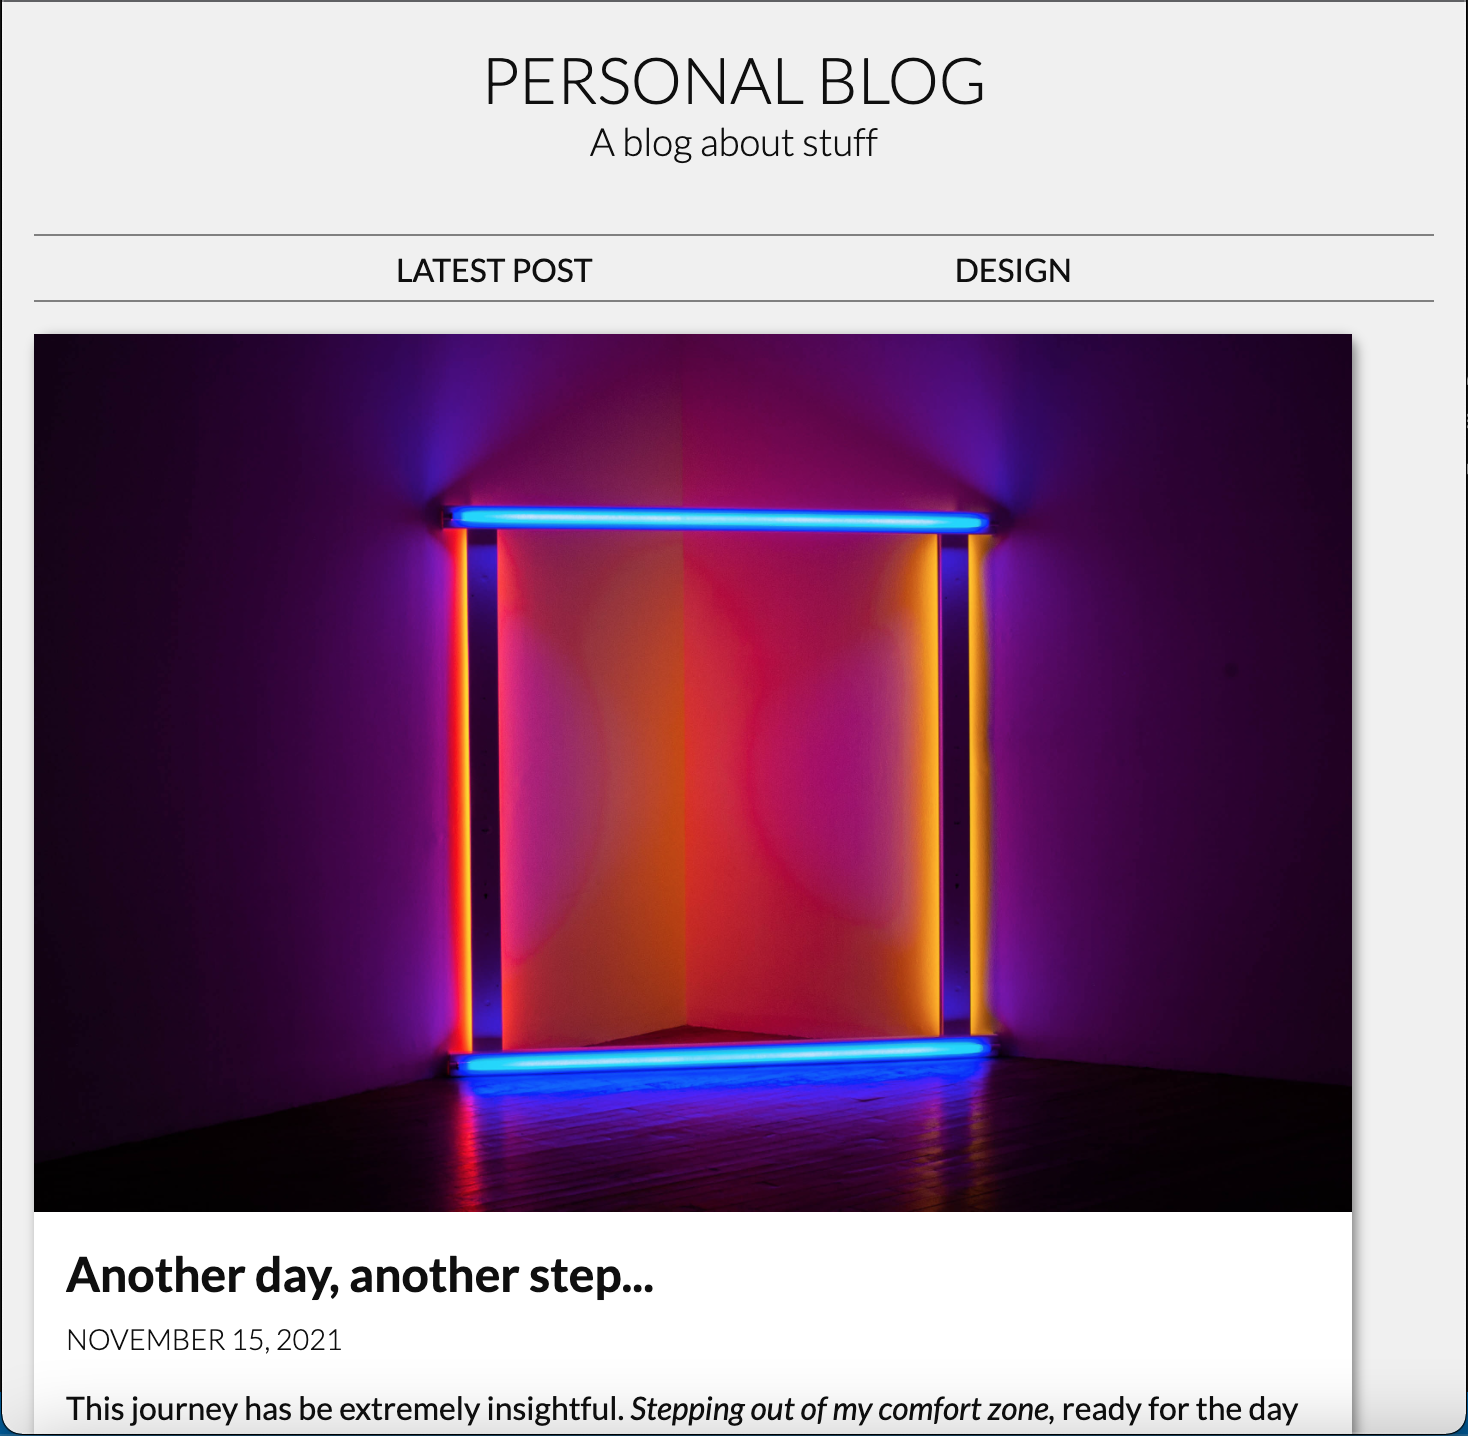 PERSONAL BLOG
A blog about stuff
LATEST POST
DESIGN
Another day, another step...
NOVEMBER 15, 2021
This journey has be extremely insightful. Stepping out of my comfort zone, ready for the day